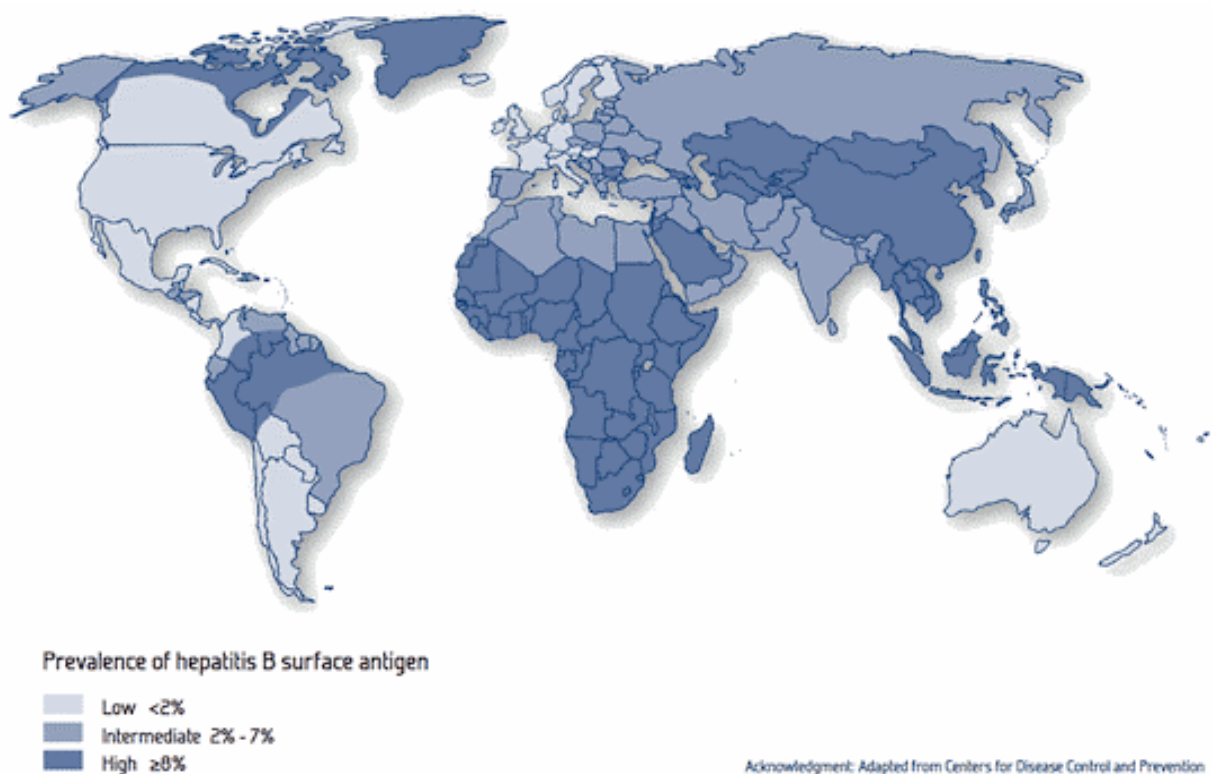 Prevalence of hepatitis B surface antigen
Low <2%
Intermediate 2% - 7%
High ≥8%
Acknowledgment: Adapted from Centers for Disease Control and Prevention